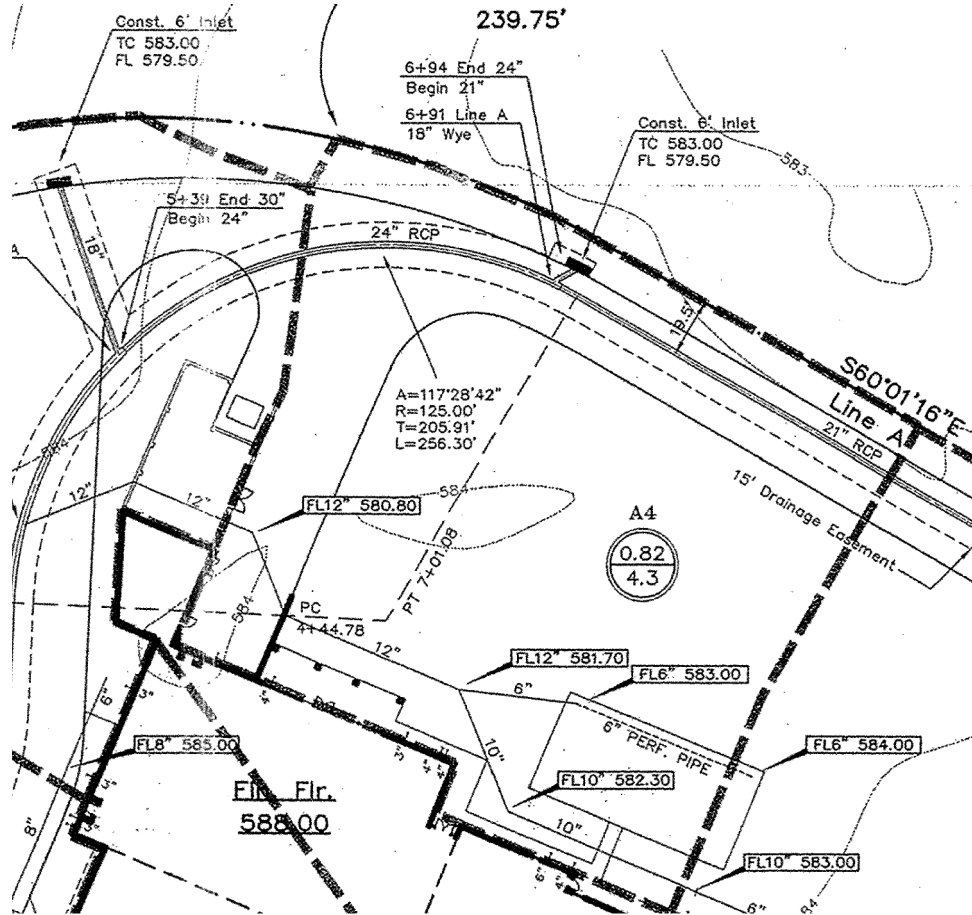 239.75'
Const. 6' Inlet
TC 583.00
FL 579.50
6+94 End 24"
Begin 21"
6+91 Line A
18" Wye
Const. 6' Inlet
TC 583.00
FL 579.50
583
5+39 End 30"
Begin 24"
24" RCP
18"
A
19.5'
S60°01'16"E
Line A
21" RCP
Δ=117°28'42"
R=125.00'
T=205.91'
L=256.30'
584
12"
12"
FL12" 580.80
584
15' Drainage Easement
A4
0.82
4.3
PT 7+01.08
584
PC
4+44.78
12"
FL12" 581.70
6"
FL6" 583.00
6" PERF. PIPE
6"
3"
FL8" 585.00
10"
FL6" 584.00
FL10" 582.30
3"
Fin. Flr.
588.00
8"
3"
10"
FL10" 583.00
6"
4"
6"
584